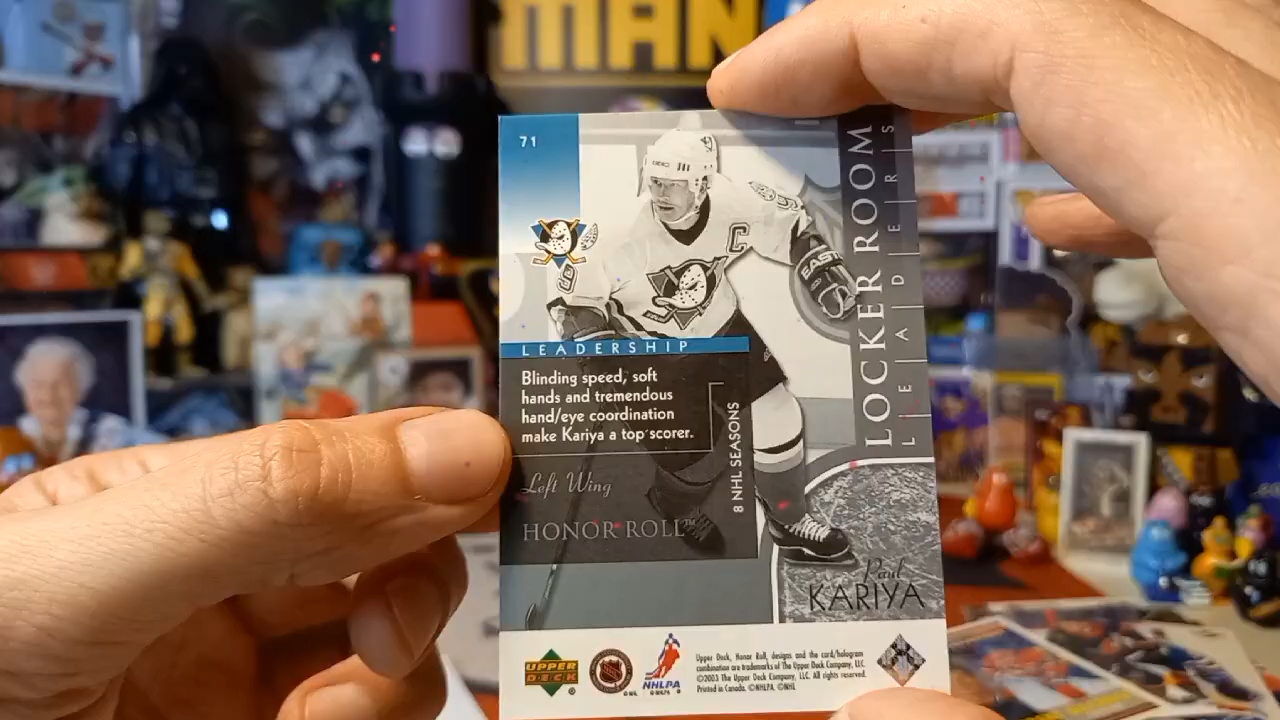 MAN
71
LOCKER ROOM
LEADERS
C
9
EAST
LEADERSHIP
Blinding speed, soft
hands and tremendous
hand/eye coordination
make Kariya a top scorer.
8 NHL SEASONS
Left Wing
HONOR ROLL™
Paul
KARIYA
UPPER
DECK
NHLPA
Upper Deck, Honor Roll, designs and the card/hologram
combination are trademarks of The Upper Deck Company, LLC.
©2003 The Upper Deck Company, LLC. All rights reserved.
Printed in Canada. ©NHLPA. ©NHL